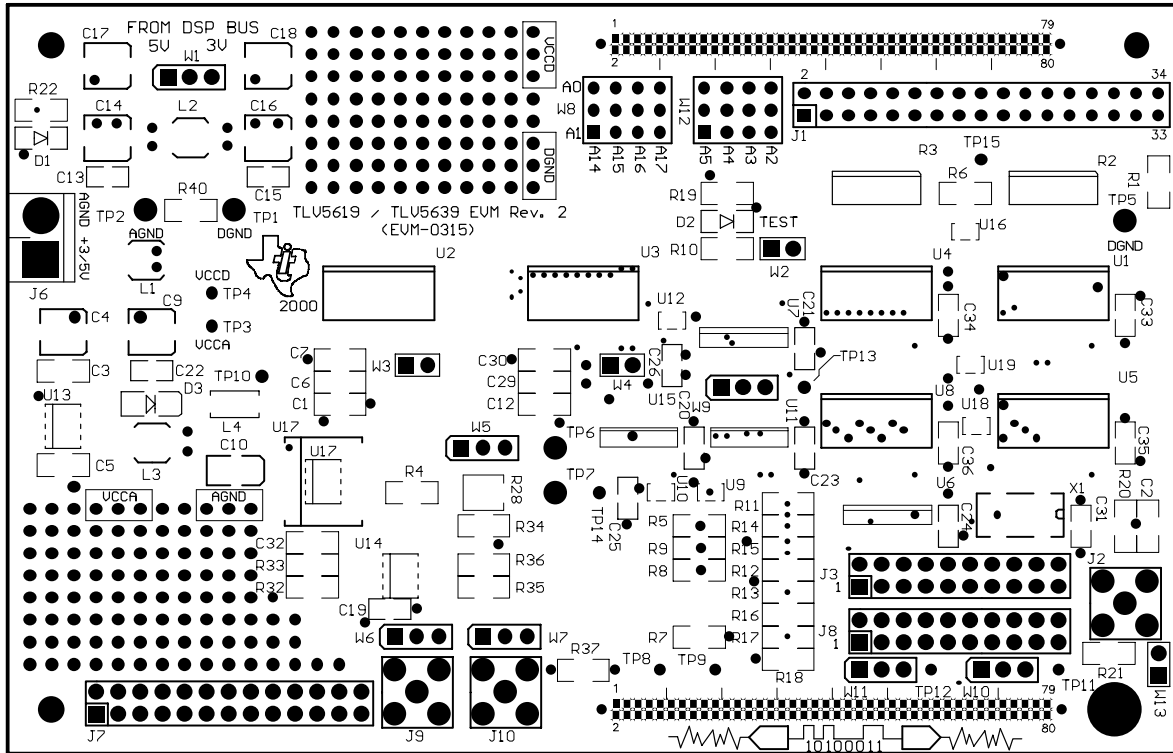 FROM DSP BUS
5V 3V
C17
C18
W1
R22
C14
L2
C16
D1
C13
R40
C15
VCCD
DGND
TP2
TP1
AGND
DGND
TLV5619 / TLV5639 EVM Rev. 2
(EVM-0315)
2000
AGND +3/5V
J6
L1
VCCD
TP4
TP3
VCCA
C4
C9
C3
C22
TP10
D3
U13
L4
L3
C10
C5
U17
U17
VCCA
AGND
U2
U3
C7
C6
C1
W3
C30
C29
C12
W4
W5
TP6
TP7
R4
R28
R34
R36
R35
C32
R33
R32
U14
C19
W6
W7
J7
J9
J10
R37
1
79
2
80
A0
W8
A1
A14
A15
A16
A17
W12
A5
A4
A3
A2
2
34
J1
33
R19
D2
TEST
R10
W2
R3
TP15
R6
R2
R1
U16
TP5
DGND
U4
U1
U12
U7
C21
C34
C33
C26
TP13
U19
U15
C20
W9
U11
U8
U18
U5
C36
C35
C23
U10
U9
TP14
C25
R5
R9
R8
R7
R11
R14
R15
R12
R13
R16
R17
R18
U6
C24
X1
C31
R20
C2
J3
1
J8
1
J2
TP8
TP9
W11
TP12
W10
TP11
R21
W13
1
79
2
80
10100011